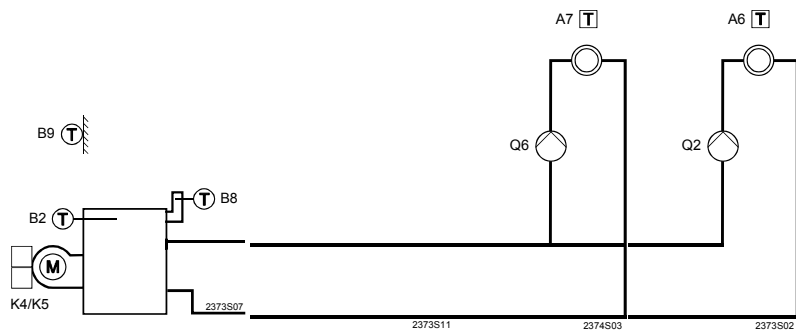 A7 T
A6 T
B9 T
Q6
Q2
B2 T
T B8
M
K4/K5
2373S07
2373S11
2374S03
2373S02